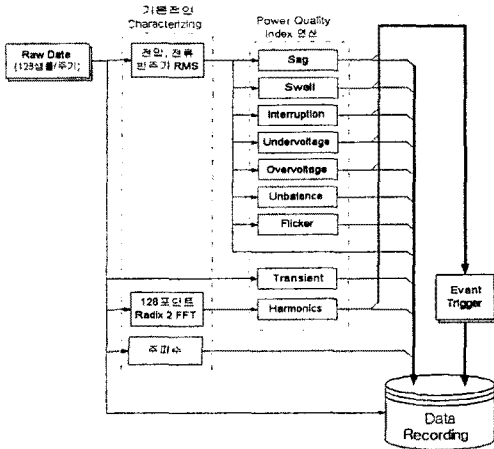 기본적인
Characterizing
Power Quality
Index 연산
Raw Data
(128샘플/주기)
전압, 전류
반주기 RMS
Sag
Swell
Interruption
Undervoltage
Overvoltage
Unbalance
Flicker
Transient
128포인트
Radix 2 FFT
Harmonics
주파수
Event
Trigger
Data
Recording